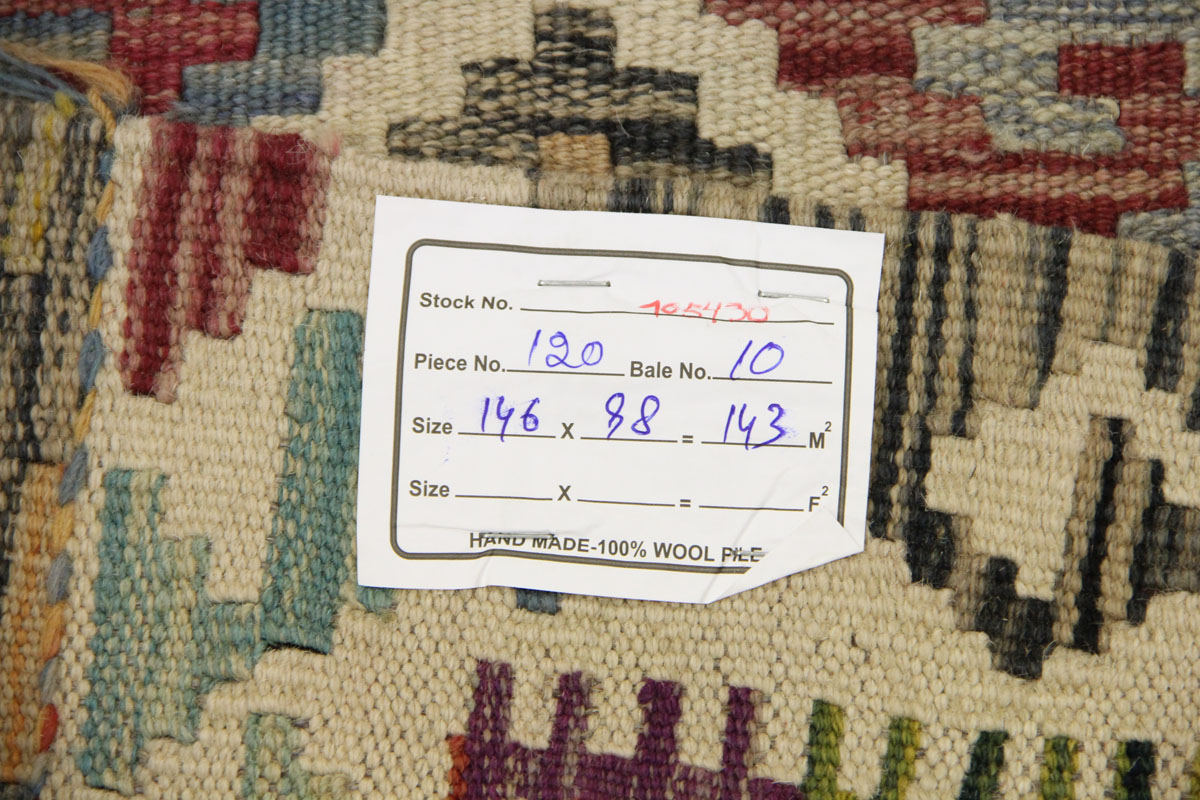 Stock No. 105430
Piece No. 120 Bale No. 10
Size 146 X 98 = 143 M²
Size X = F²
HAND MADE-100% WOOL PILE